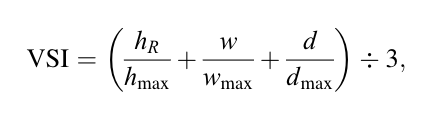 VSI = ( h_R / h_max + w / w_max + d / d_max ) ÷ 3,